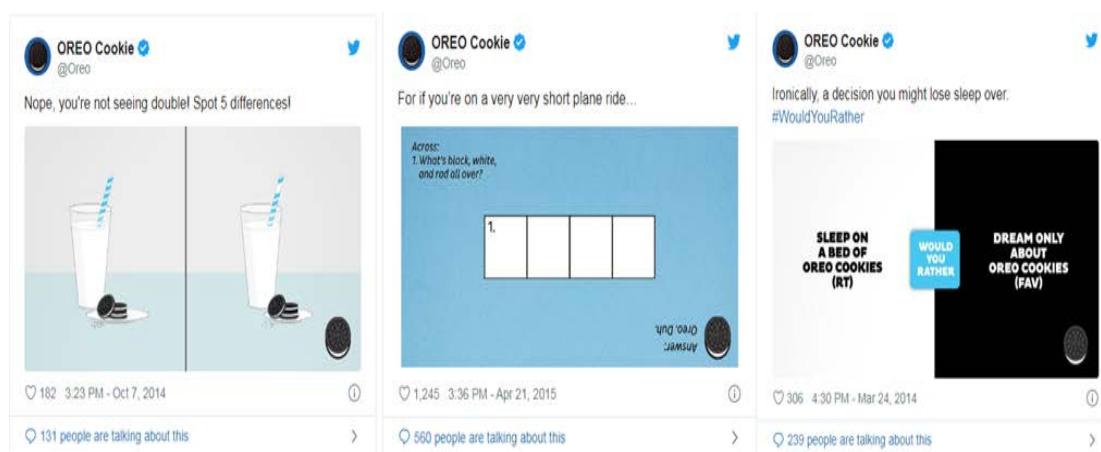 OREO Cookie
@Oreo
Nope, you're not seeing double! Spot 5 differences!
182 3:23 PM - Oct 7, 2014
131 people are talking about this
OREO Cookie
@Oreo
For if you're on a very very short plane ride...
Across:
1. What's black, white,
and rad all over?
1.
Answer:
Oreo. Duh.
1,245 3:36 PM - Apr 21, 2015
560 people are talking about this
OREO Cookie
@Oreo
Ironically, a decision you might lose sleep over.
#WouldYouRather
SLEEP ON
A BED OF
OREO COOKIES
(RT)
WOULD
YOU
RATHER
DREAM ONLY
ABOUT
OREO COOKIES
(FAV)
306 4:30 PM - Mar 24, 2014
239 people are talking about this